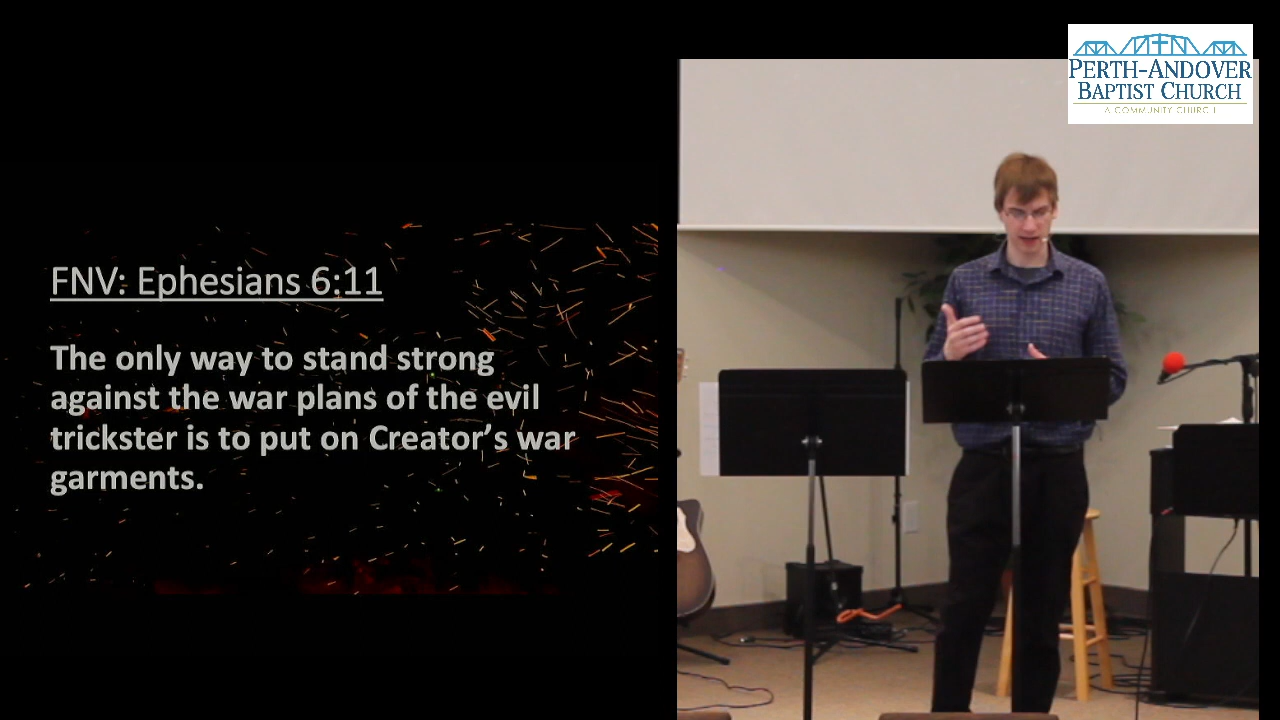 FNV: Ephesians 6:11
The only way to stand strong
against the war plans of the evil
trickster is to put on Creator's war
garments.
PERTH-ANDOVER
BAPTIST CHURCH
A COMMUNITY CHURCH